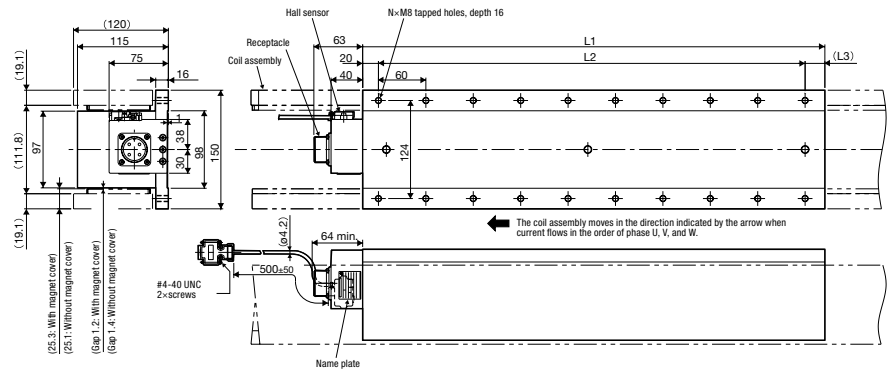 Hall sensor
N×M8 tapped holes, depth 16
(120)
115
75
16
Receptacle
Coil assembly
63
20
40
60
L1
L2
(L3)
(19.1)
(111.8)
(19.1)
97
1
38
30
98
150
124
The coil assembly moves in the direction indicated by the arrow when
current flows in the order of phase U, V, and W.
(25.3: With magnet cover)
(25.1: Without magnet cover)
(Gap 1.2: With magnet cover)
(Gap 1.4: Without magnet cover)
64 min.
(ø4.2)
500±50
#4-40 UNC
2×screws
Name plate